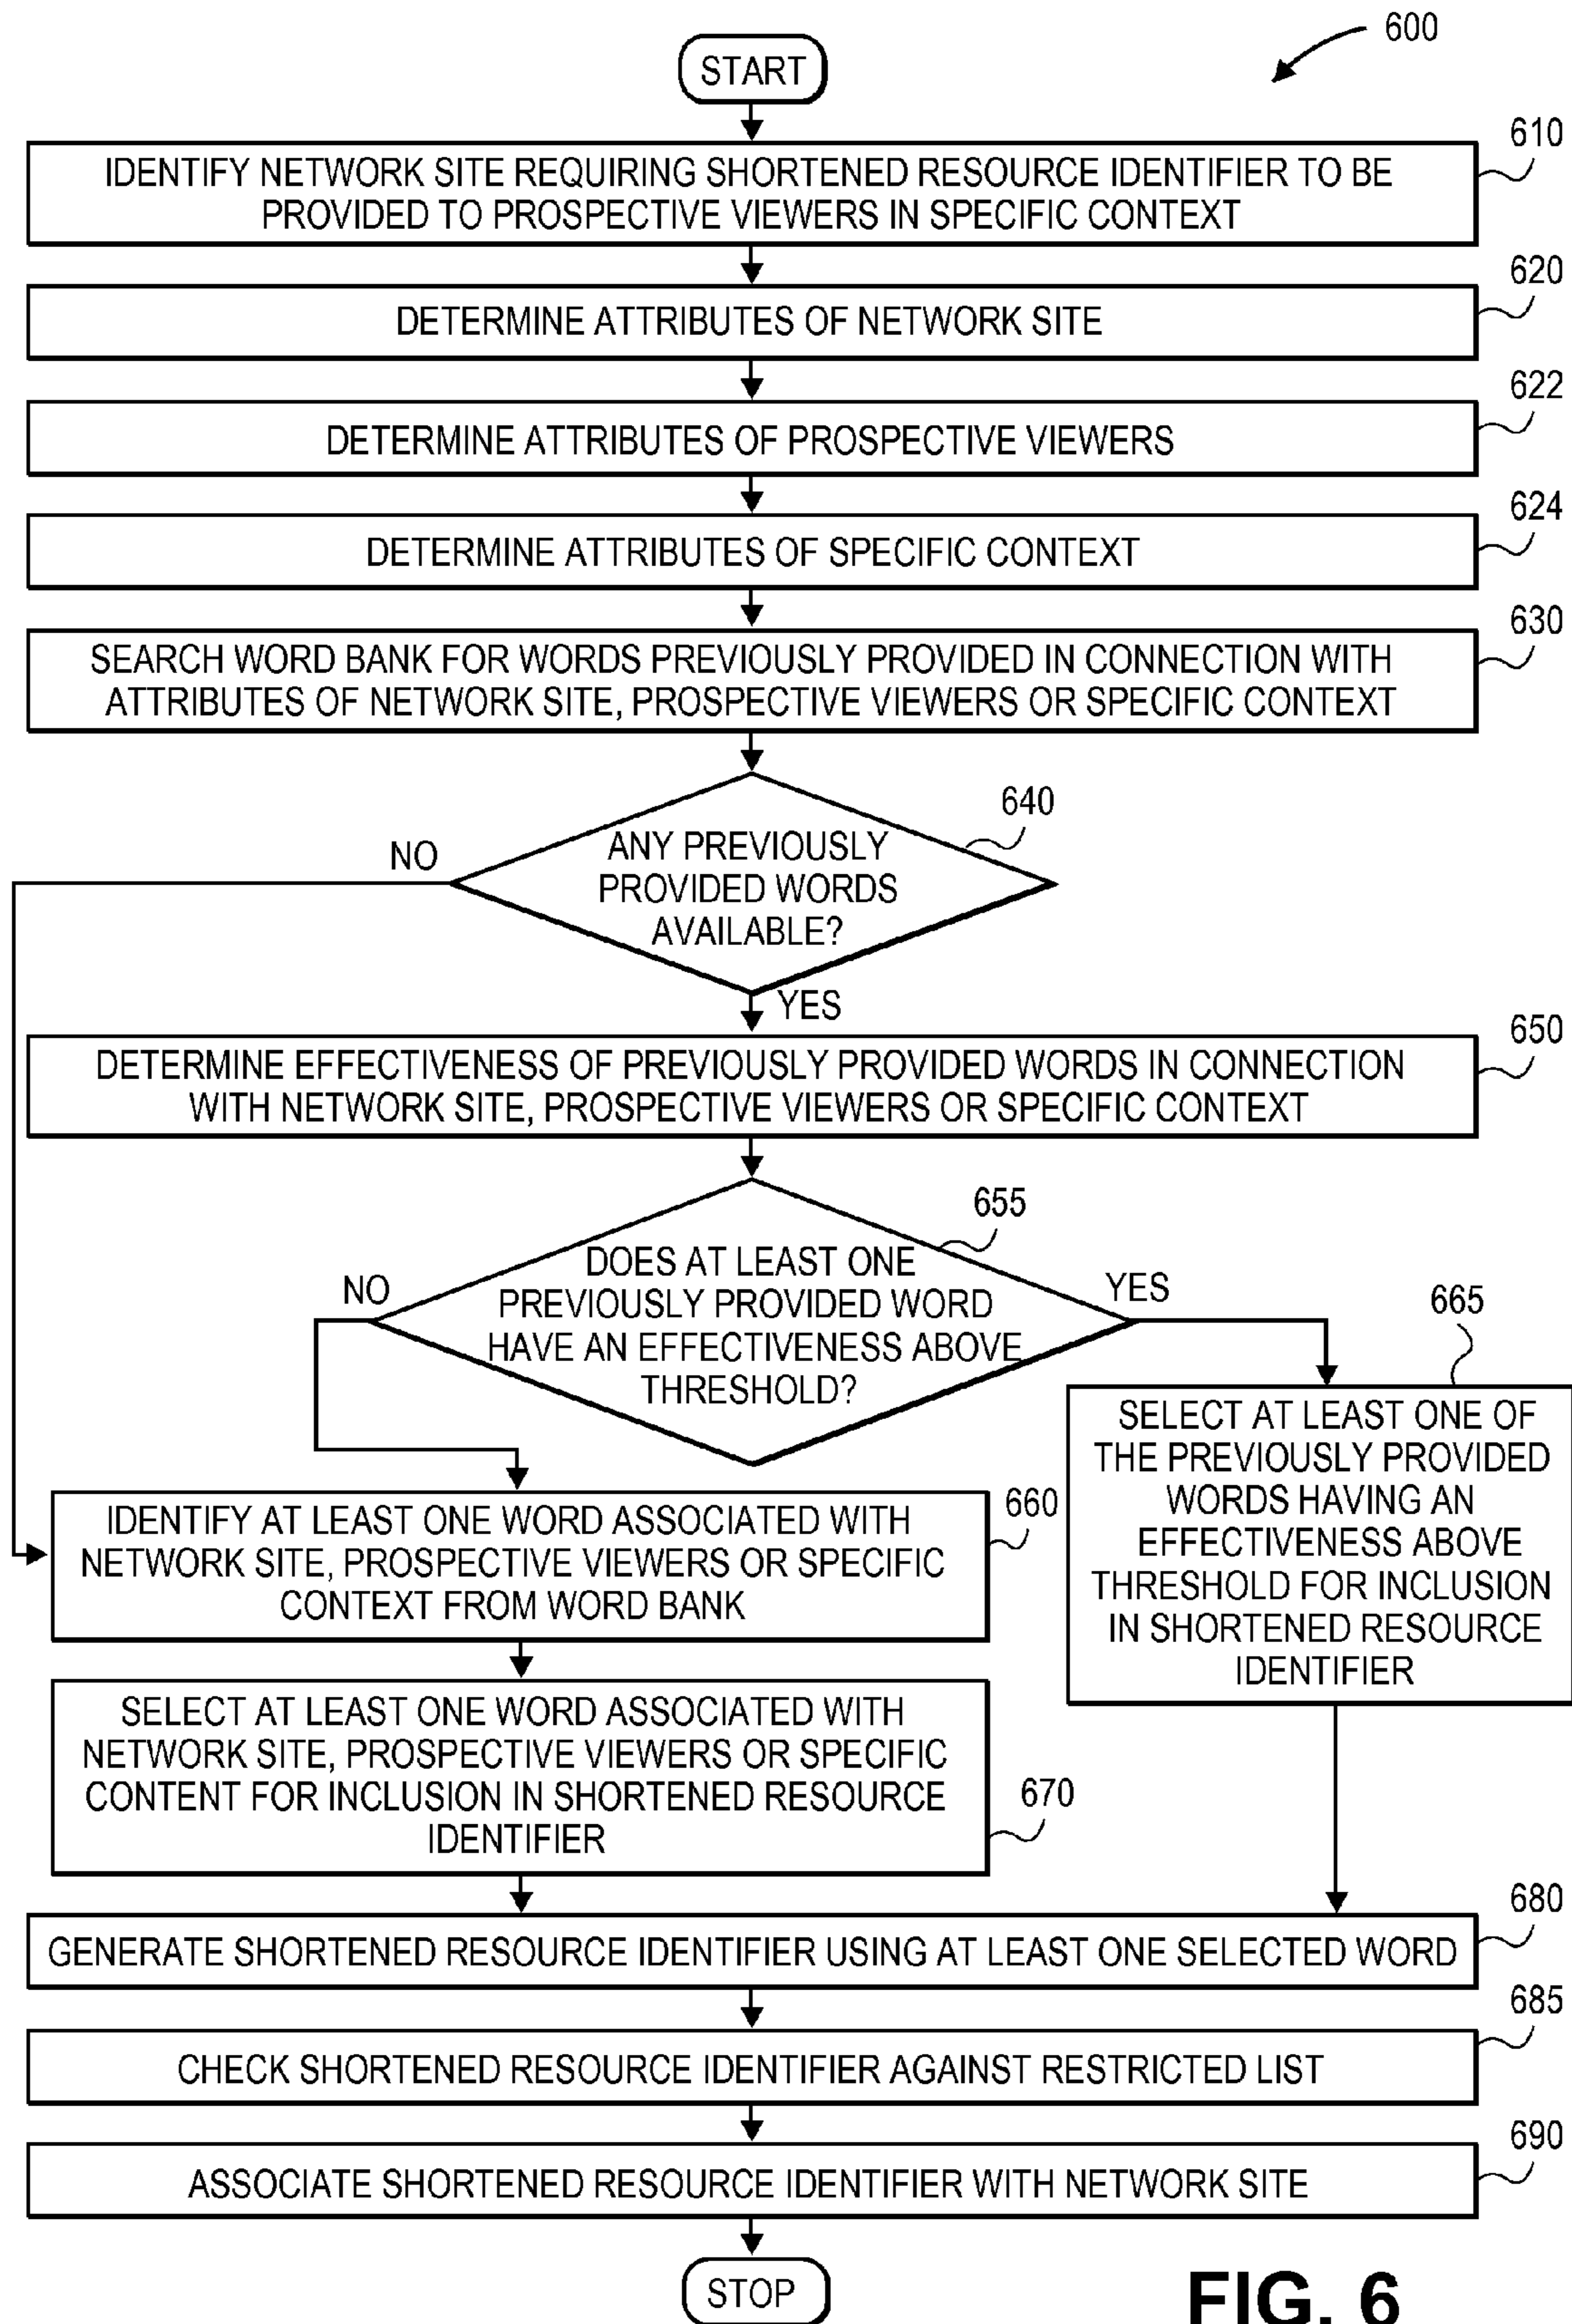 600
START
610
IDENTIFY NETWORK SITE REQUIRING SHORTENED RESOURCE IDENTIFIER TO BE
PROVIDED TO PROSPECTIVE VIEWERS IN SPECIFIC CONTEXT
620
DETERMINE ATTRIBUTES OF NETWORK SITE
622
DETERMINE ATTRIBUTES OF PROSPECTIVE VIEWERS
624
DETERMINE ATTRIBUTES OF SPECIFIC CONTEXT
630
SEARCH WORD BANK FOR WORDS PREVIOUSLY PROVIDED IN CONNECTION WITH
ATTRIBUTES OF NETWORK SITE, PROSPECTIVE VIEWERS OR SPECIFIC CONTEXT
640
NO
ANY PREVIOUSLY
PROVIDED WORDS
AVAILABLE?
YES
650
DETERMINE EFFECTIVENESS OF PREVIOUSLY PROVIDED WORDS IN CONNECTION
WITH NETWORK SITE, PROSPECTIVE VIEWERS OR SPECIFIC CONTEXT
655
NO
DOES AT LEAST ONE
PREVIOUSLY PROVIDED WORD
HAVE AN EFFECTIVENESS ABOVE
THRESHOLD?
YES
665
SELECT AT LEAST ONE OF
THE PREVIOUSLY PROVIDED
WORDS HAVING AN
EFFECTIVENESS ABOVE
THRESHOLD FOR INCLUSION
IN SHORTENED RESOURCE
IDENTIFIER
660
IDENTIFY AT LEAST ONE WORD ASSOCIATED WITH
NETWORK SITE, PROSPECTIVE VIEWERS OR SPECIFIC
CONTEXT FROM WORD BANK
SELECT AT LEAST ONE WORD ASSOCIATED WITH
NETWORK SITE, PROSPECTIVE VIEWERS OR SPECIFIC
CONTENT FOR INCLUSION IN SHORTENED RESOURCE
IDENTIFIER
670
680
GENERATE SHORTENED RESOURCE IDENTIFIER USING AT LEAST ONE SELECTED WORD
685
CHECK SHORTENED RESOURCE IDENTIFIER AGAINST RESTRICTED LIST
690
ASSOCIATE SHORTENED RESOURCE IDENTIFIER WITH NETWORK SITE
STOP
FIG. 6